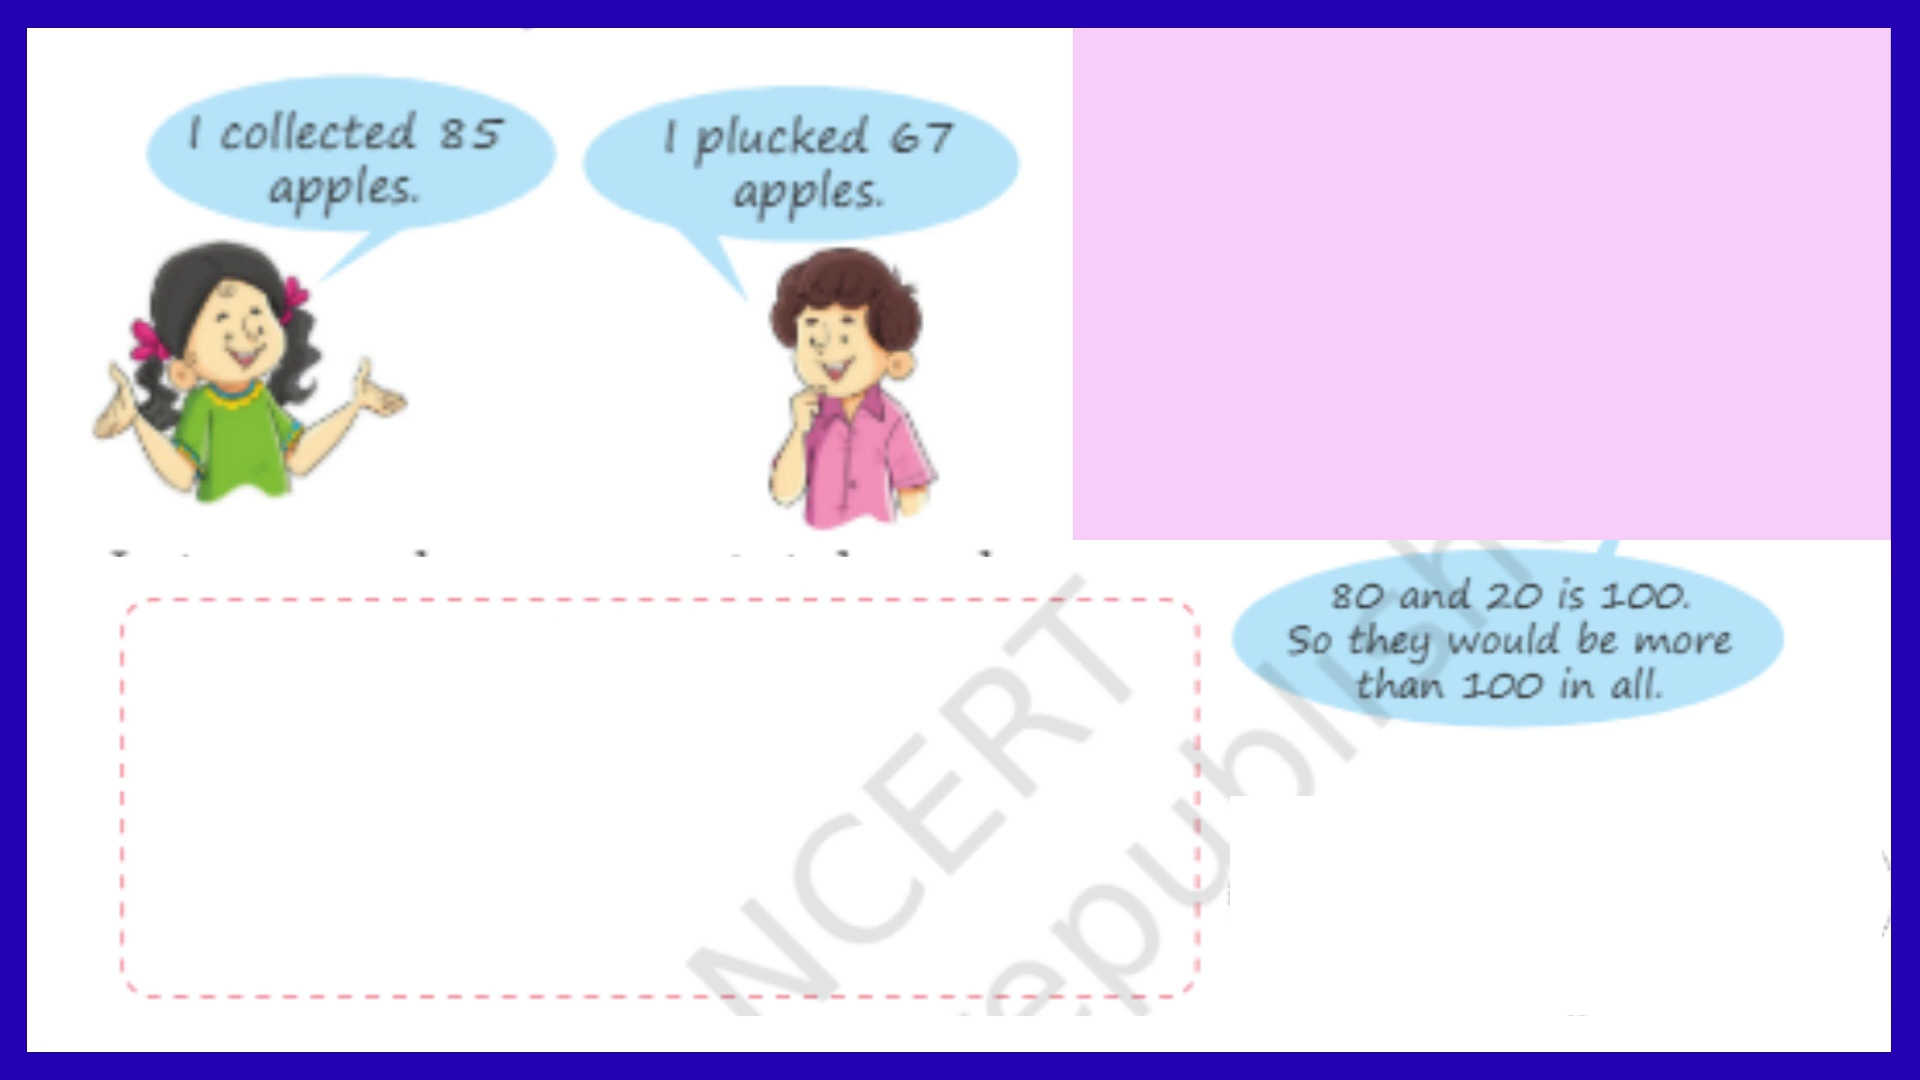 I collected 85
apples.
I plucked 67
apples.
80 and 20 is 100.
So they would be more
than 100 in all.
NCERT
republish